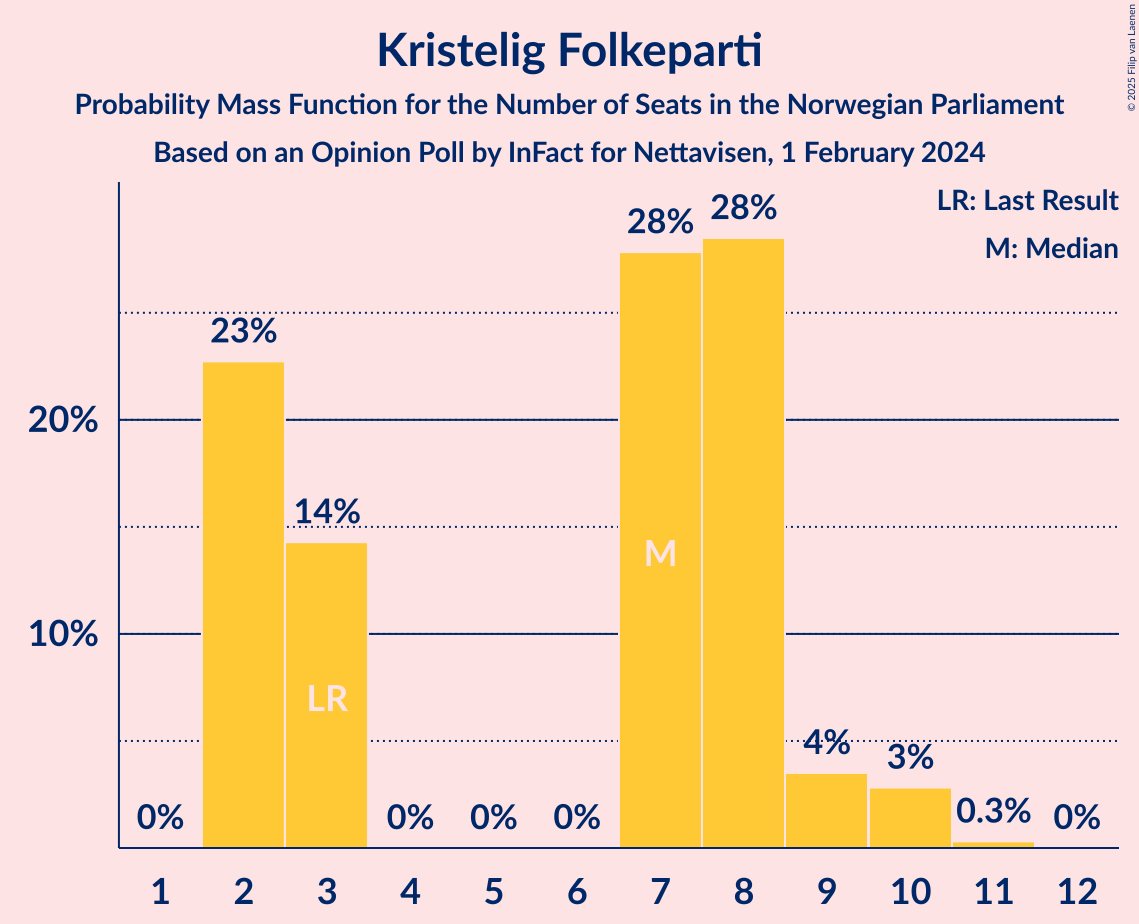 Kristelig Folkeparti
Probability Mass Function for the Number of Seats in the Norwegian Parliament
Based on an Opinion Poll by InFact for Nettavisen, 1 February 2024
© 2025 Filip van Laenen
LR: Last Result
M: Median
28%
28%
23%
20%
14%
M
10%
LR
4%
3%
0%
0%
0%
0%
0.3%
0%
1 2 3 4 5 6 7 8 9 10 11 12